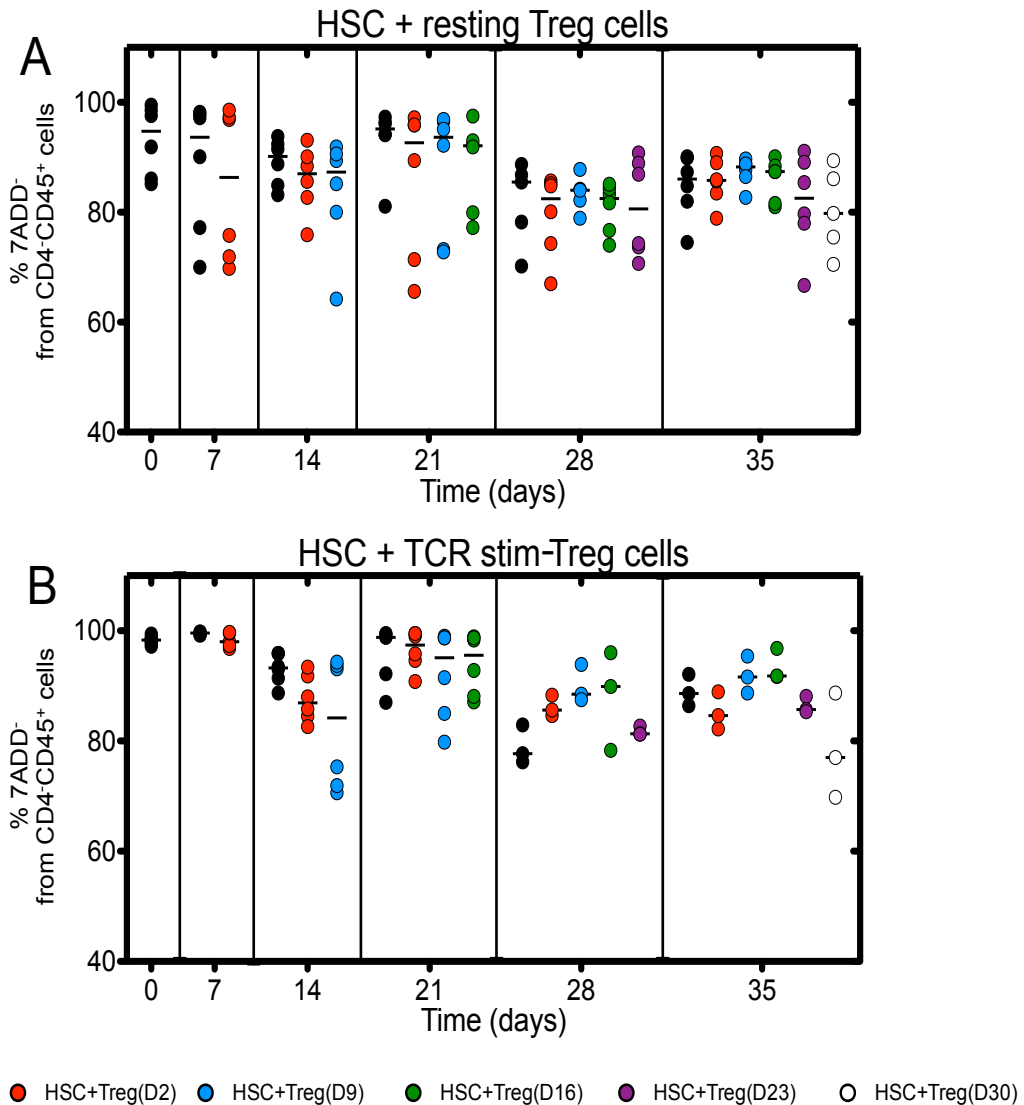 A
HSC + resting Treg cells
100
80
60
40
% 7ADD-
from CD4-CD45+ cells
0 7 14 21 28 35
Time (days)
B
HSC + TCR stim-Treg cells
100
80
60
40
% 7ADD-
from CD4-CD45+ cells
0 7 14 21 28 35
Time (days)
HSC+Treg(D2) HSC+Treg(D9) HSC+Treg(D16) HSC+Treg(D23) HSC+Treg(D30)